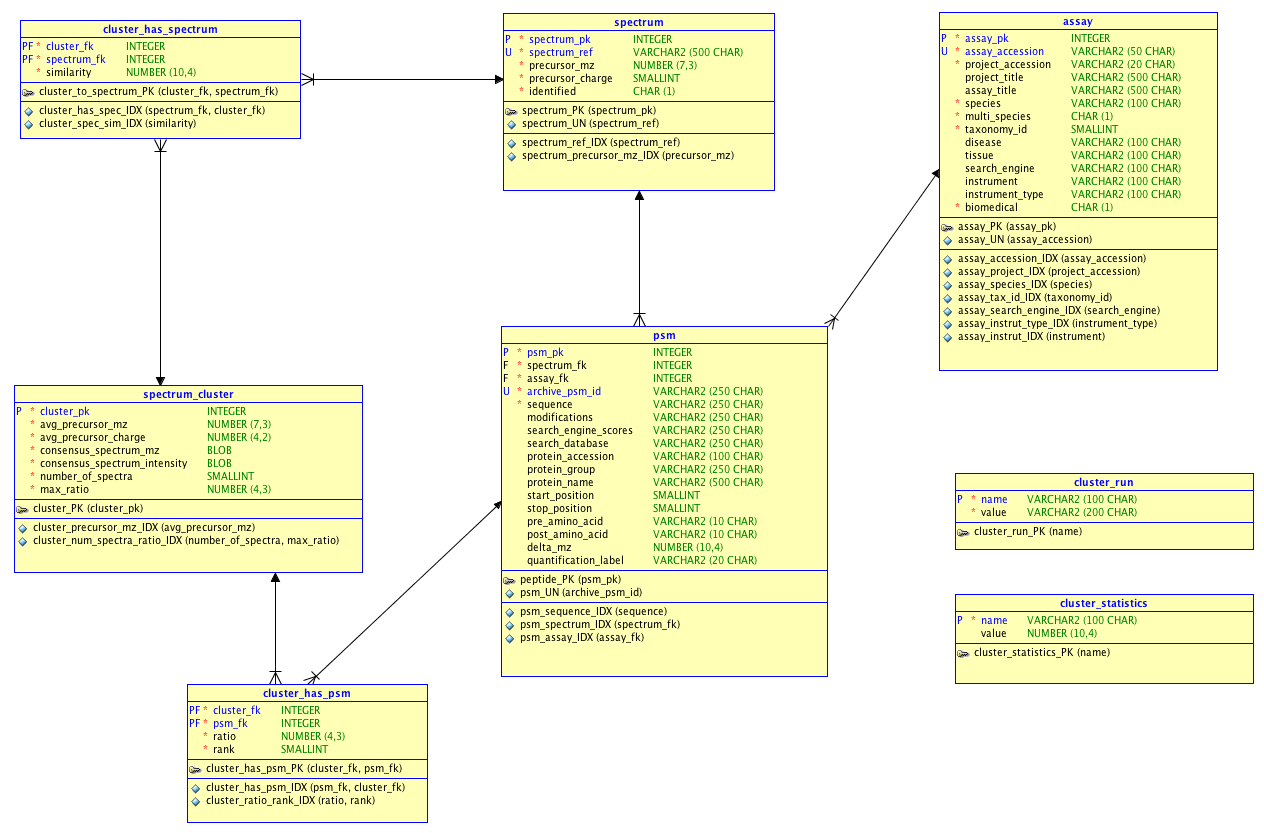 cluster_has_spectrum
PF * cluster_fk INTEGER
PF * spectrum_fk INTEGER
* similarity NUMBER (10,4)
cluster_to_spectrum_PK (cluster_fk, spectrum_fk)
cluster_has_spec_IDX (spectrum_fk, cluster_fk)
cluster_spec_sim_IDX (similarity)
spectrum
P * spectrum_pk INTEGER
U * spectrum_ref VARCHAR2 (500 CHAR)
* precursor_mz NUMBER (7,3)
* precursor_charge SMALLINT
* identified CHAR (1)
spectrum_PK (spectrum_pk)
spectrum_UN (spectrum_ref)
spectrum_ref_IDX (spectrum_ref)
spectrum_precursor_mz_IDX (precursor_mz)
assay
P * assay_pk INTEGER
U * assay_accession VARCHAR2 (50 CHAR)
* project_accession VARCHAR2 (20 CHAR)
project_title VARCHAR2 (500 CHAR)
assay_title VARCHAR2 (500 CHAR)
* species VARCHAR2 (100 CHAR)
* multi_species CHAR (1)
* taxonomy_id SMALLINT
disease VARCHAR2 (100 CHAR)
tissue VARCHAR2 (100 CHAR)
search_engine VARCHAR2 (100 CHAR)
instrument VARCHAR2 (100 CHAR)
instrument_type VARCHAR2 (100 CHAR)
* biomedical CHAR (1)
assay_PK (assay_pk)
assay_UN (assay_accession)
assay_accession_IDX (assay_accession)
assay_project_IDX (project_accession)
assay_species_IDX (species)
assay_tax_id_IDX (taxonomy_id)
assay_search_engine_IDX (search_engine)
assay_instrut_type_IDX (instrument_type)
assay_instrut_IDX (instrument)
psm
P * psm_pk INTEGER
F * spectrum_fk INTEGER
F * assay_fk INTEGER
U * archive_psm_id VARCHAR2 (250 CHAR)
* sequence VARCHAR2 (250 CHAR)
modifications VARCHAR2 (250 CHAR)
search_engine_scores VARCHAR2 (250 CHAR)
search_database VARCHAR2 (250 CHAR)
protein_accession VARCHAR2 (100 CHAR)
protein_group VARCHAR2 (250 CHAR)
protein_name VARCHAR2 (500 CHAR)
start_position SMALLINT
stop_position SMALLINT
pre_amino_acid VARCHAR2 (10 CHAR)
post_amino_acid VARCHAR2 (10 CHAR)
delta_mz NUMBER (10,4)
quantification_label VARCHAR2 (20 CHAR)
peptide_PK (psm_pk)
psm_UN (archive_psm_id)
psm_sequence_IDX (sequence)
psm_spectrum_IDX (spectrum_fk)
psm_assay_IDX (assay_fk)
spectrum_cluster
P * cluster_pk INTEGER
* avg_precursor_mz NUMBER (7,3)
* avg_precursor_charge NUMBER (4,2)
* consensus_spectrum_mz BLOB
* consensus_spectrum_intensity BLOB
* number_of_spectra SMALLINT
* max_ratio NUMBER (4,3)
cluster_PK (cluster_pk)
cluster_precursor_mz_IDX (avg_precursor_mz)
cluster_num_spectra_ratio_IDX (number_of_spectra, max_ratio)
cluster_run
P * name VARCHAR2 (100 CHAR)
* value VARCHAR2 (200 CHAR)
cluster_run_PK (name)
cluster_statistics
P * name VARCHAR2 (100 CHAR)
value NUMBER (10,4)
cluster_statistics_PK (name)
cluster_has_psm
PF * cluster_fk INTEGER
PF * psm_fk INTEGER
* ratio NUMBER (4,3)
* rank SMALLINT
cluster_has_psm_PK (cluster_fk, psm_fk)
cluster_has_psm_IDX (psm_fk, cluster_fk)
cluster_ratio_rank_IDX (ratio, rank)